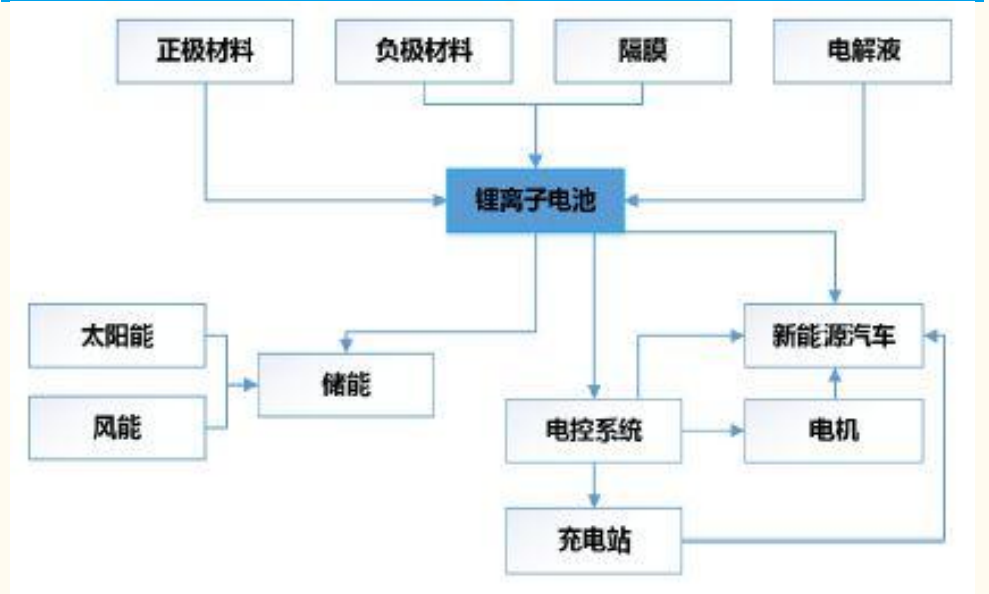 正极材料
负极材料
隔膜
电解液
锂离子电池
太阳能
储能
风能
新能源汽车
电控系统
电机
充电站